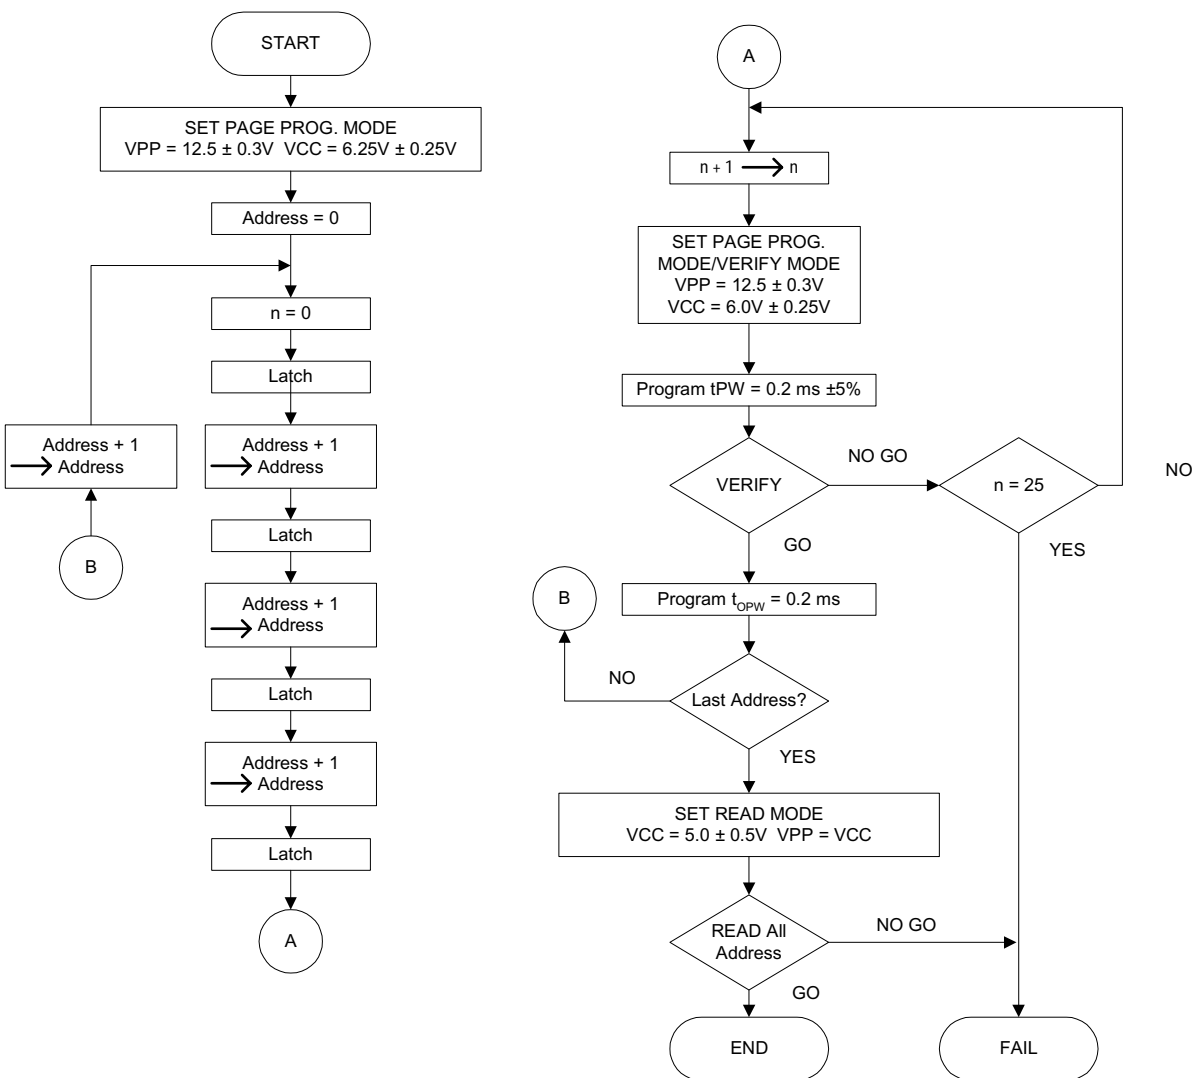 START
SET PAGE PROG. MODE
VPP = 12.5 ± 0.3V VCC = 6.25V ± 0.25V
Address = 0
n = 0
Latch
Address + 1
→ Address
Latch
Address + 1
→ Address
Latch
Address + 1
→ Address
Latch
A
Address + 1
→ Address
B
A
n + 1 → n
SET PAGE PROG.
MODE/VERIFY MODE
VPP = 12.5 ± 0.3V
VCC = 6.0V ± 0.25V
Program tPW = 0.2 ms ±5%
VERIFY
NO GO
n = 25
NO
YES
GO
Program tOPW = 0.2 ms
B
NO
Last Address?
YES
SET READ MODE
VCC = 5.0 ± 0.5V VPP = VCC
READ All
Address
NO GO
GO
END
FAIL